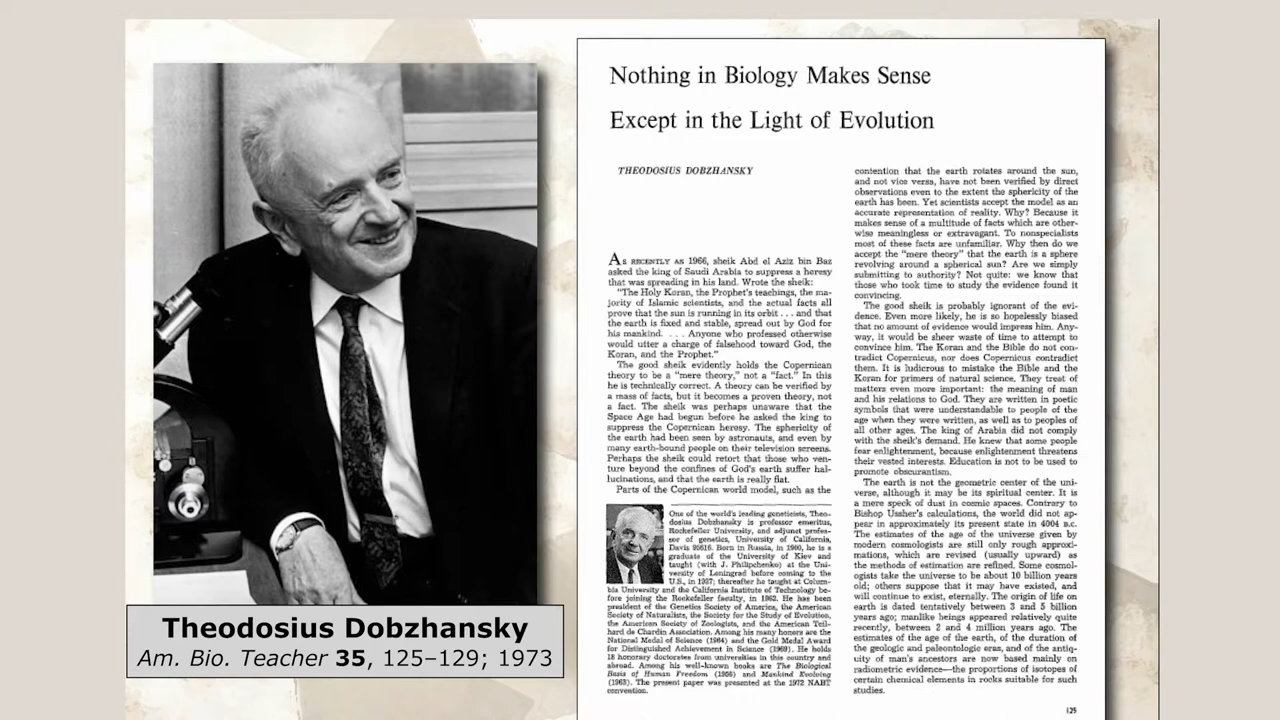 Theodosius Dobzhansky
Am. Bio. Teacher 35, 125–129; 1973
Nothing in Biology Makes Sense
Except in the Light of Evolution
THEODOSIUS DOBZHANSKY
As recently as 1966, sheik Abd el Aziz bin Baz
asked the king of Saudi Arabia to suppress a heresy
that was spreading in his land. Wrote the sheik:
"The Holy Koran, the Prophet's teachings, the ma-
jority of Islamic scientists, and the actual facts all
prove that the sun is running in its orbit . . . and that
the earth is fixed and stable, spread out by God for
his mankind. . . . Anyone who professed otherwise
would utter a charge of falsehood toward God, the
Koran, and the Prophet."
The good sheik evidently holds the Copernican
theory to be a "mere theory," not a "fact." In this
he is technically correct. A theory can be verified by
a mass of facts, but it becomes a proven theory, not
a fact. The sheik was perhaps unaware that the
Space Age had begun before he asked the king to
suppress the Copernican heresy. The sphericity of
the earth had been seen by astronauts, and even by
many earth-bound people on their television screens.
Perhaps the sheik could retort that those who ven-
ture beyond the confines of God's earth suffer hal-
lucinations, and that the earth is really flat.
Parts of the Copernican world model, such as the
One of the world's leading geneticists, Theo-
dosius Dobzhansky is professor emeritus,
Rockefeller University, and adjunct profes-
sor of genetics, University of California,
Davis 95616. Born in Russia, in 1900, he is a
graduate of the University of Kiev and
taught (with J. Philipchenko) at the Uni-
versity of Leningrad before coming to the
U.S., in 1927; thereafter he taught at Colum-
bia University and the California Institute of Technology be-
fore joining the Rockefeller faculty, in 1962. He has been
president of the Genetics Society of America, the American
Society of Naturalists, the Society for the Study of Evolution,
the American Society of Zoologists, and the American Teil-
hard de Chardin Association. Among his many honors are the
National Medal of Science (1964) and the Gold Medal Award
for Distinguished Achievement in Science (1969). He holds
18 honorary doctorates from universities in this country and
abroad. Among his well-known books are The Biological
Basis of Human Freedom (1956) and Mankind Evolving
(1963). The present paper was presented at the 1972 NABT
convention.
contention that the earth rotates around the sun,
and not vice versa, have not been verified by direct
observations even to the extent the sphericity of the
earth has been. Yet scientists accept the model as an
accurate representation of reality. Why? Because it
makes sense of a multitude of facts which are other-
wise meaningless or extravagant. To nonspecialists
most of these facts are unfamiliar. Why then do we
accept the "mere theory" that the earth is a sphere
revolving around a spherical sun? Are we simply
submitting to authority? Not quite: we know that
those who took time to study the evidence found it
convincing.
The good sheik is probably ignorant of the evi-
dence. Even more likely, he is so hopelessly biased
that no amount of evidence would impress him. Any-
way, it would be sheer waste of time to attempt to
convince him. The Koran and the Bible do not con-
tradict Copernicus, nor does Copernicus contradict
them. It is ludicrous to mistake the Bible and the
Koran for primers of natural science. They treat of
matters even more important: the meaning of man
and his relations to God. They are written in poetic
symbols that were understandable to people of the
age when they were written, as well as to peoples of
all other ages. The king of Arabia did not comply
with the sheik's demand. He knew that some people
fear enlightenment, because enlightenment threatens
their vested interests. Education is not to be used to
promote obscurantism.
The earth is not the geometric center of the uni-
verse, although it may be its spiritual center. It is
a mere speck of dust in cosmic spaces. Contrary to
Bishop Ussher's calculations, the world did not ap-
pear in approximately its present state in 4004 B.C.
The estimates of the age of the universe given by
modern cosmologists are still only rough approxi-
mations, which are revised (usually upward) as
the methods of estimation are refined. Some cosmol-
ogists take the universe to be about 10 billion years
old; others suppose that it may have existed, and
will continue to exist, eternally. The origin of life on
earth is dated tentatively between 3 and 5 billion
years ago; manlike beings appeared relatively quite
recently, between 2 and 4 million years ago. The
estimates of the age of the earth, of the duration of
the geologic and paleontologic eras, and of the antiq-
uity of man's ancestors are now based mainly on
radiometric evidence—the proportions of isotopes of
certain chemical elements in rocks suitable for such
studies.
125